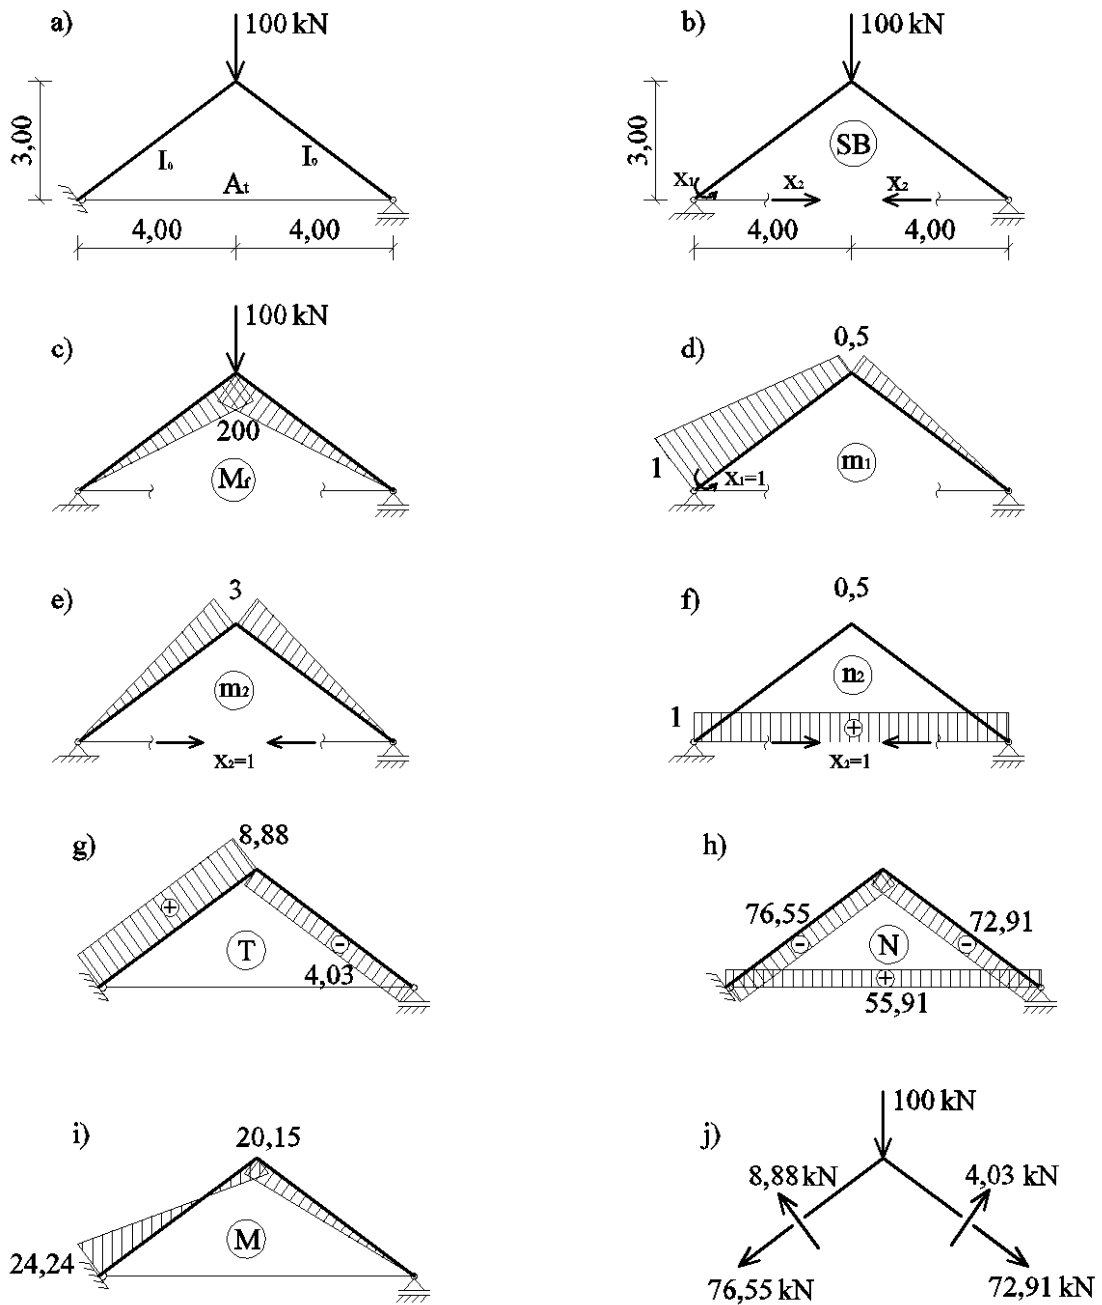 a)
100 kN
3,00
I₀
I₀
Aₜ
4,00
4,00
b)
100 kN
3,00
SB
X₁
X₂
X₂
4,00
4,00
c)
100 kN
200
Mf
d)
0,5
1
X₁=1
m₁
e)
3
m₂
X₂=1
f)
0,5
n₂
1
+
X₂=1
g)
8,88
+
T
-
4,03
h)
76,55
72,91
-
N
-
+
55,91
i)
20,15
M
24,24
j)
100 kN
8,88 kN
4,03 kN
76,55 kN
72,91 kN